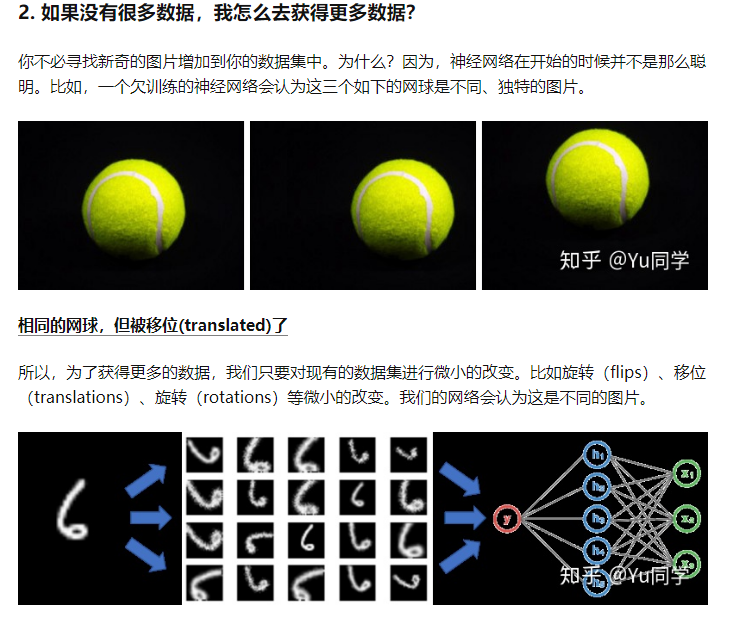 2. 如果没有很多数据，我怎么去获得更多数据？
你不必寻找新奇的图片增加到你的数据集中。为什么？因为，神经网络在开始的时候并不是那么聪
明。比如，一个欠训练的神经网络会认为这三个如下的网球是不同、独特的图片。
知乎 @Yu同学
相同的网球，但被移位(translated)了
所以，为了获得更多的数据，我们只要对现有的数据集进行微小的改变。比如旋转（flips）、移位
（translations）、旋转（rotations）等微小的改变。我们的网络会认为这是不同的图片。
6
y
h₁
h₂
h₃
h₄
h₅
x₁
x₂
x₃
知乎 @Yu同学